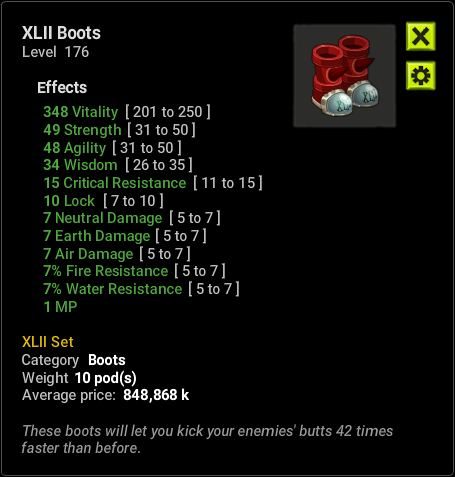 XLII Boots
Level 176
Effects
348 Vitality [ 201 to 250 ]
49 Strength [ 31 to 50 ]
48 Agility [ 31 to 50 ]
34 Wisdom [ 26 to 35 ]
15 Critical Resistance [ 11 to 15 ]
10 Lock [ 7 to 10 ]
7 Neutral Damage [ 5 to 7 ]
7 Earth Damage [ 5 to 7 ]
7 Air Damage [ 5 to 7 ]
7% Fire Resistance [ 5 to 7 ]
7% Water Resistance [ 5 to 7 ]
1 MP
XLII Set
Category Boots
Weight 10 pod(s)
Average price: 848,868 k
These boots will let you kick your enemies' butts 42 times
faster than before.